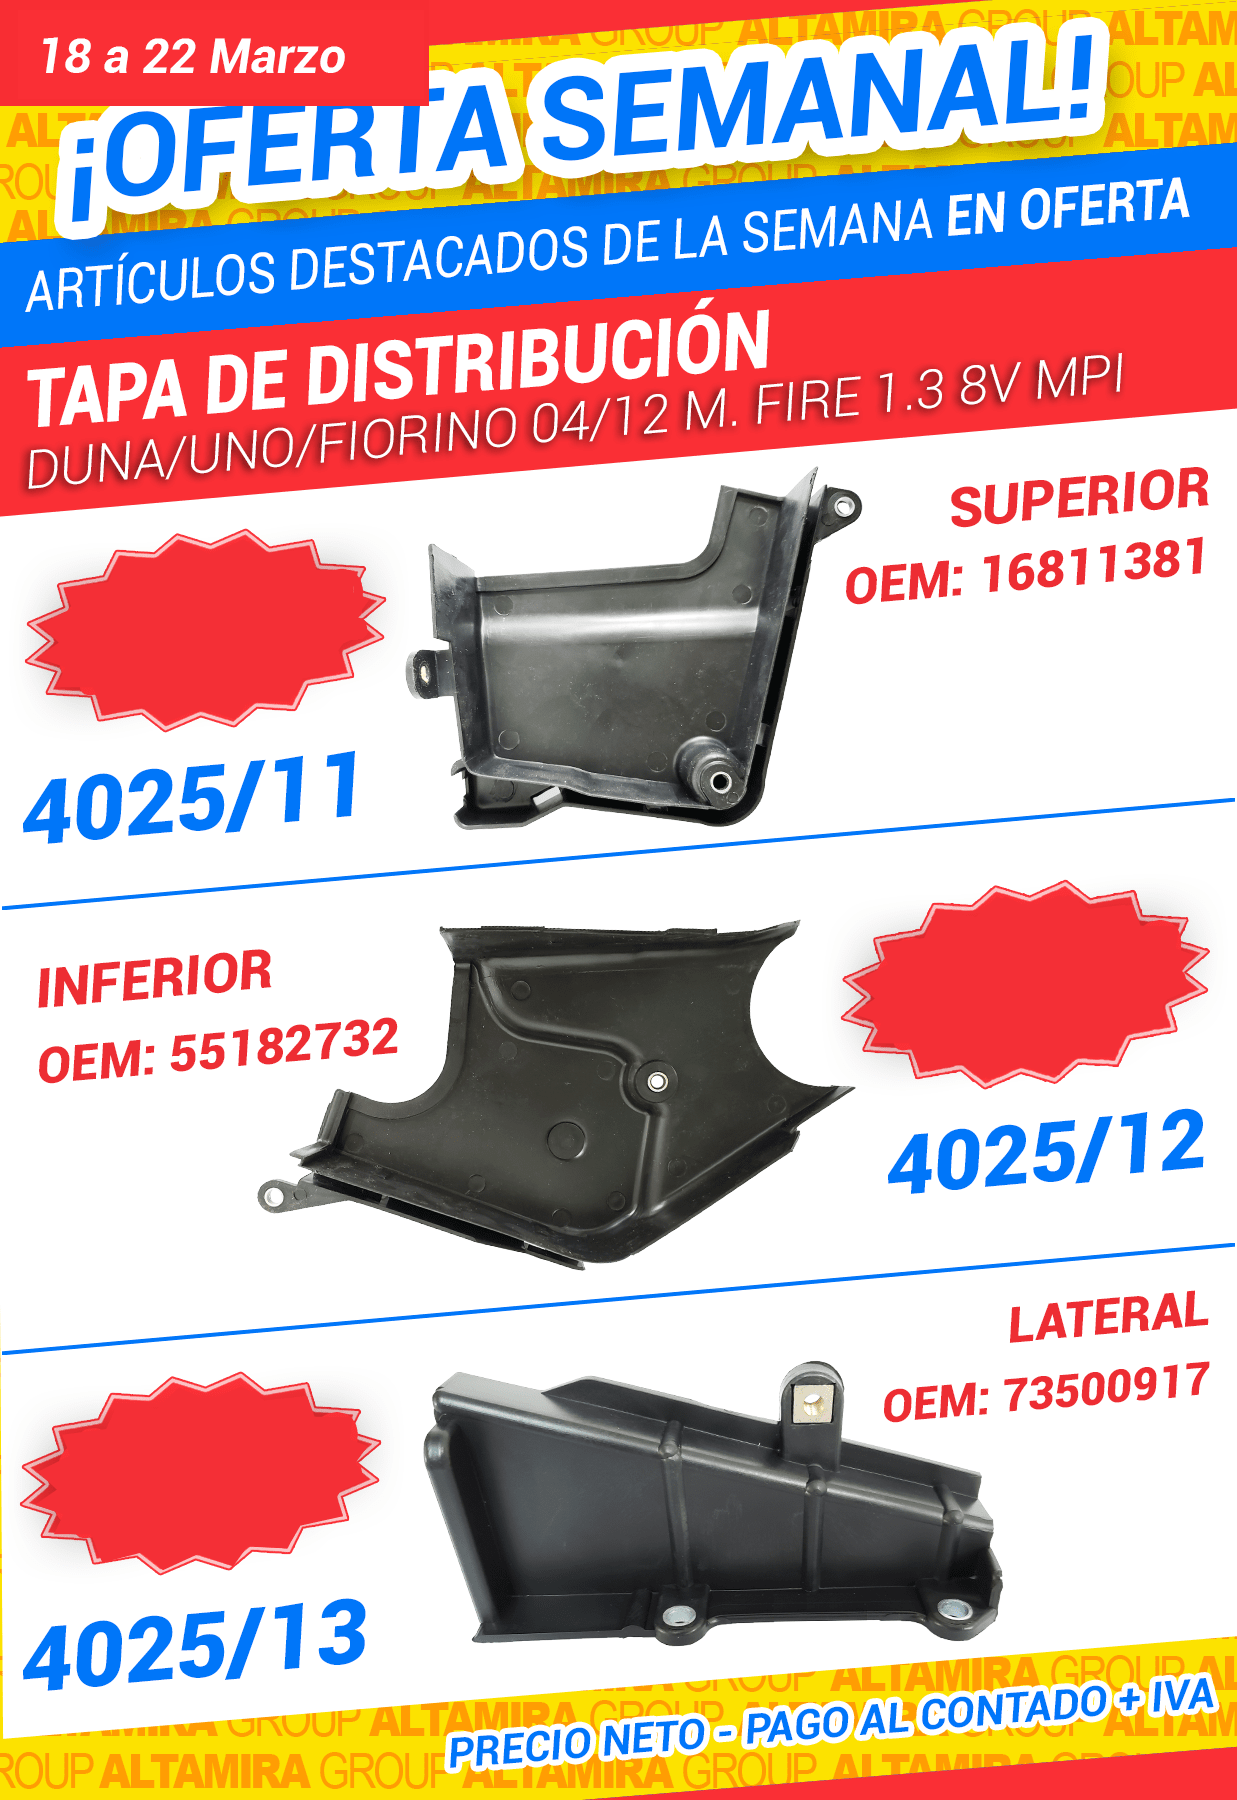 18 a 22 Marzo
¡OFERTA SEMANAL!
ARTÍCULOS DESTACADOS DE LA SEMANA EN OFERTA
TAPA DE DISTRIBUCIÓN
DUNA/UNO/FIORINO 04/12 M. FIRE 1.3 8V MPI
SUPERIOR
OEM: 16811381
4025/11
INFERIOR
OEM: 55182732
4025/12
LATERAL
OEM: 73500917
4025/13
PRECIO NETO - PAGO AL CONTADO + IVA
ALTAMIRA GROUP